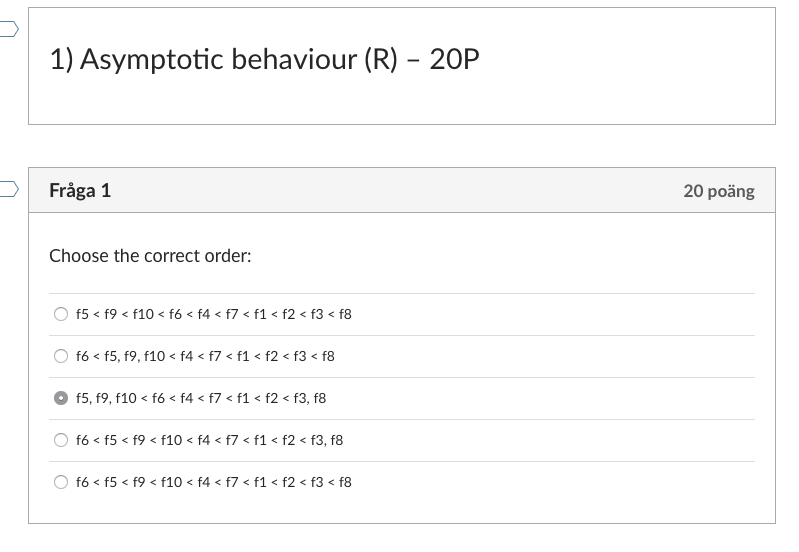 1) Asymptotic behaviour (R) – 20P
Fråga 1
20 poäng
Choose the correct order:
f5 < f9 < f10 < f6 < f4 < f7 < f1 < f2 < f3 < f8
f6 < f5, f9, f10 < f4 < f7 < f1 < f2 < f3 < f8
f5, f9, f10 < f6 < f4 < f7 < f1 < f2 < f3, f8
f6 < f5 < f9 < f10 < f4 < f7 < f1 < f2 < f3, f8
f6 < f5 < f9 < f10 < f4 < f7 < f1 < f2 < f3 < f8